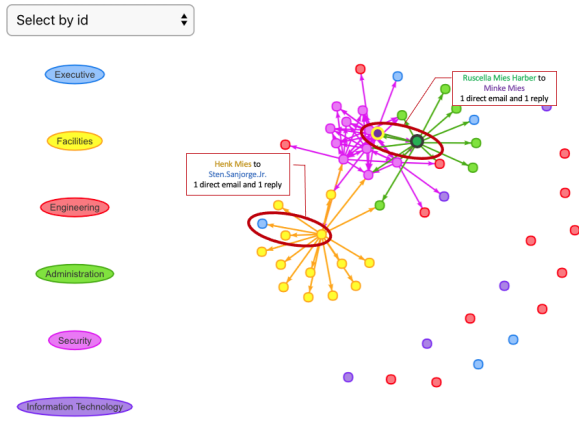 Select by id
Executive
Ruscella Mies Harber to
Minke Mies
1 direct email and 1 reply
Facilities
Henk Mies to
Sten.Sanjorge.Jr.
1 direct email and 1 reply
Engineering
Administration
Security
Information Technology